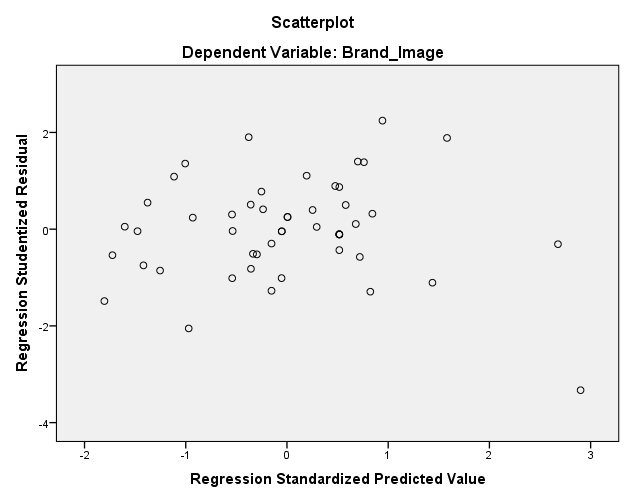 Scatterplot
Dependent Variable: Brand_Image
Regression Studentized Residual
2
0
-2
-4
-2
-1
0
1
2
3
Regression Standardized Predicted Value